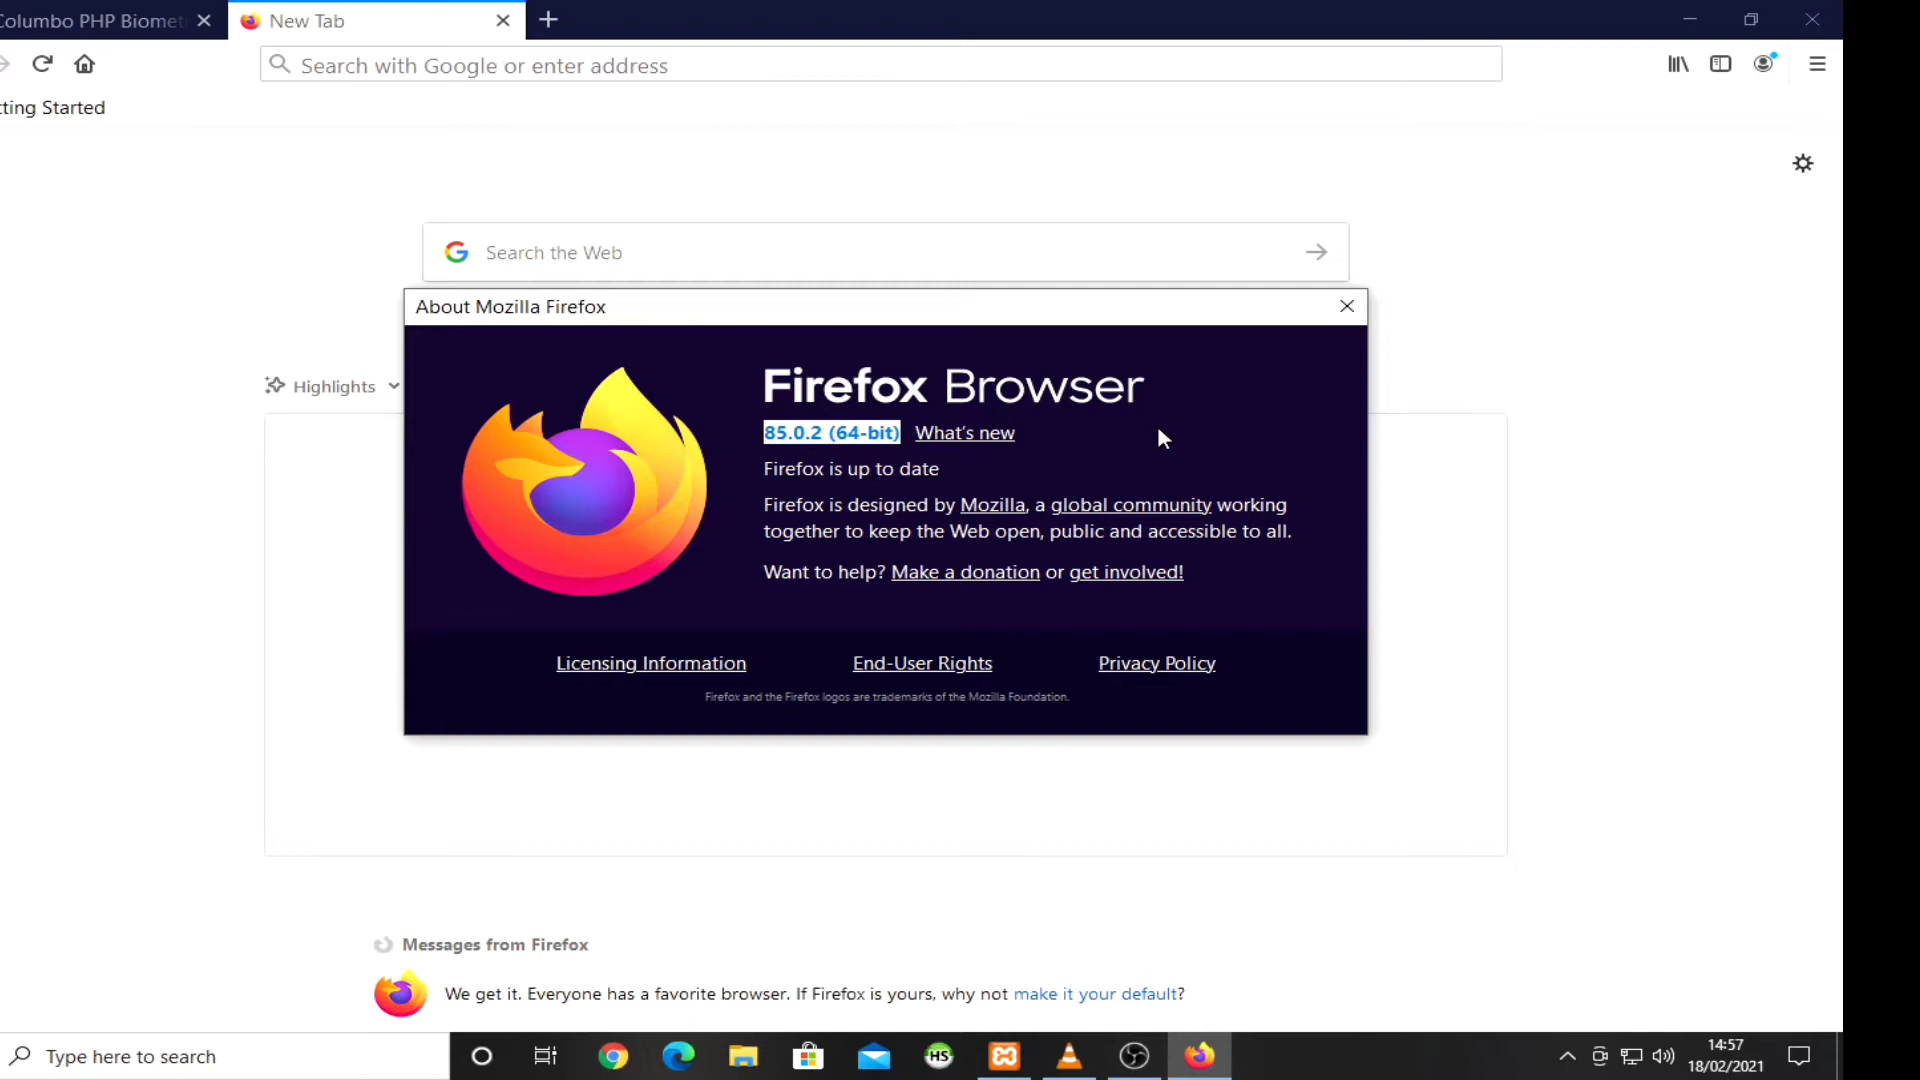 Columbo PHP Biomet
New Tab
Search with Google or enter address
tting Started
Search the Web
About Mozilla Firefox
Highlights
Firefox Browser
85.0.2 (64-bit) What's new
Firefox is up to date
Firefox is designed by Mozilla, a global community working
together to keep the Web open, public and accessible to all.
Want to help? Make a donation or get involved!
Licensing Information End-User Rights Privacy Policy
Firefox and the Firefox logos are trademarks of the Mozilla Foundation.
Messages from Firefox
We get it. Everyone has a favorite browser. If Firefox is yours, why not make it your default?
Type here to search
HS
14:57
18/02/2021